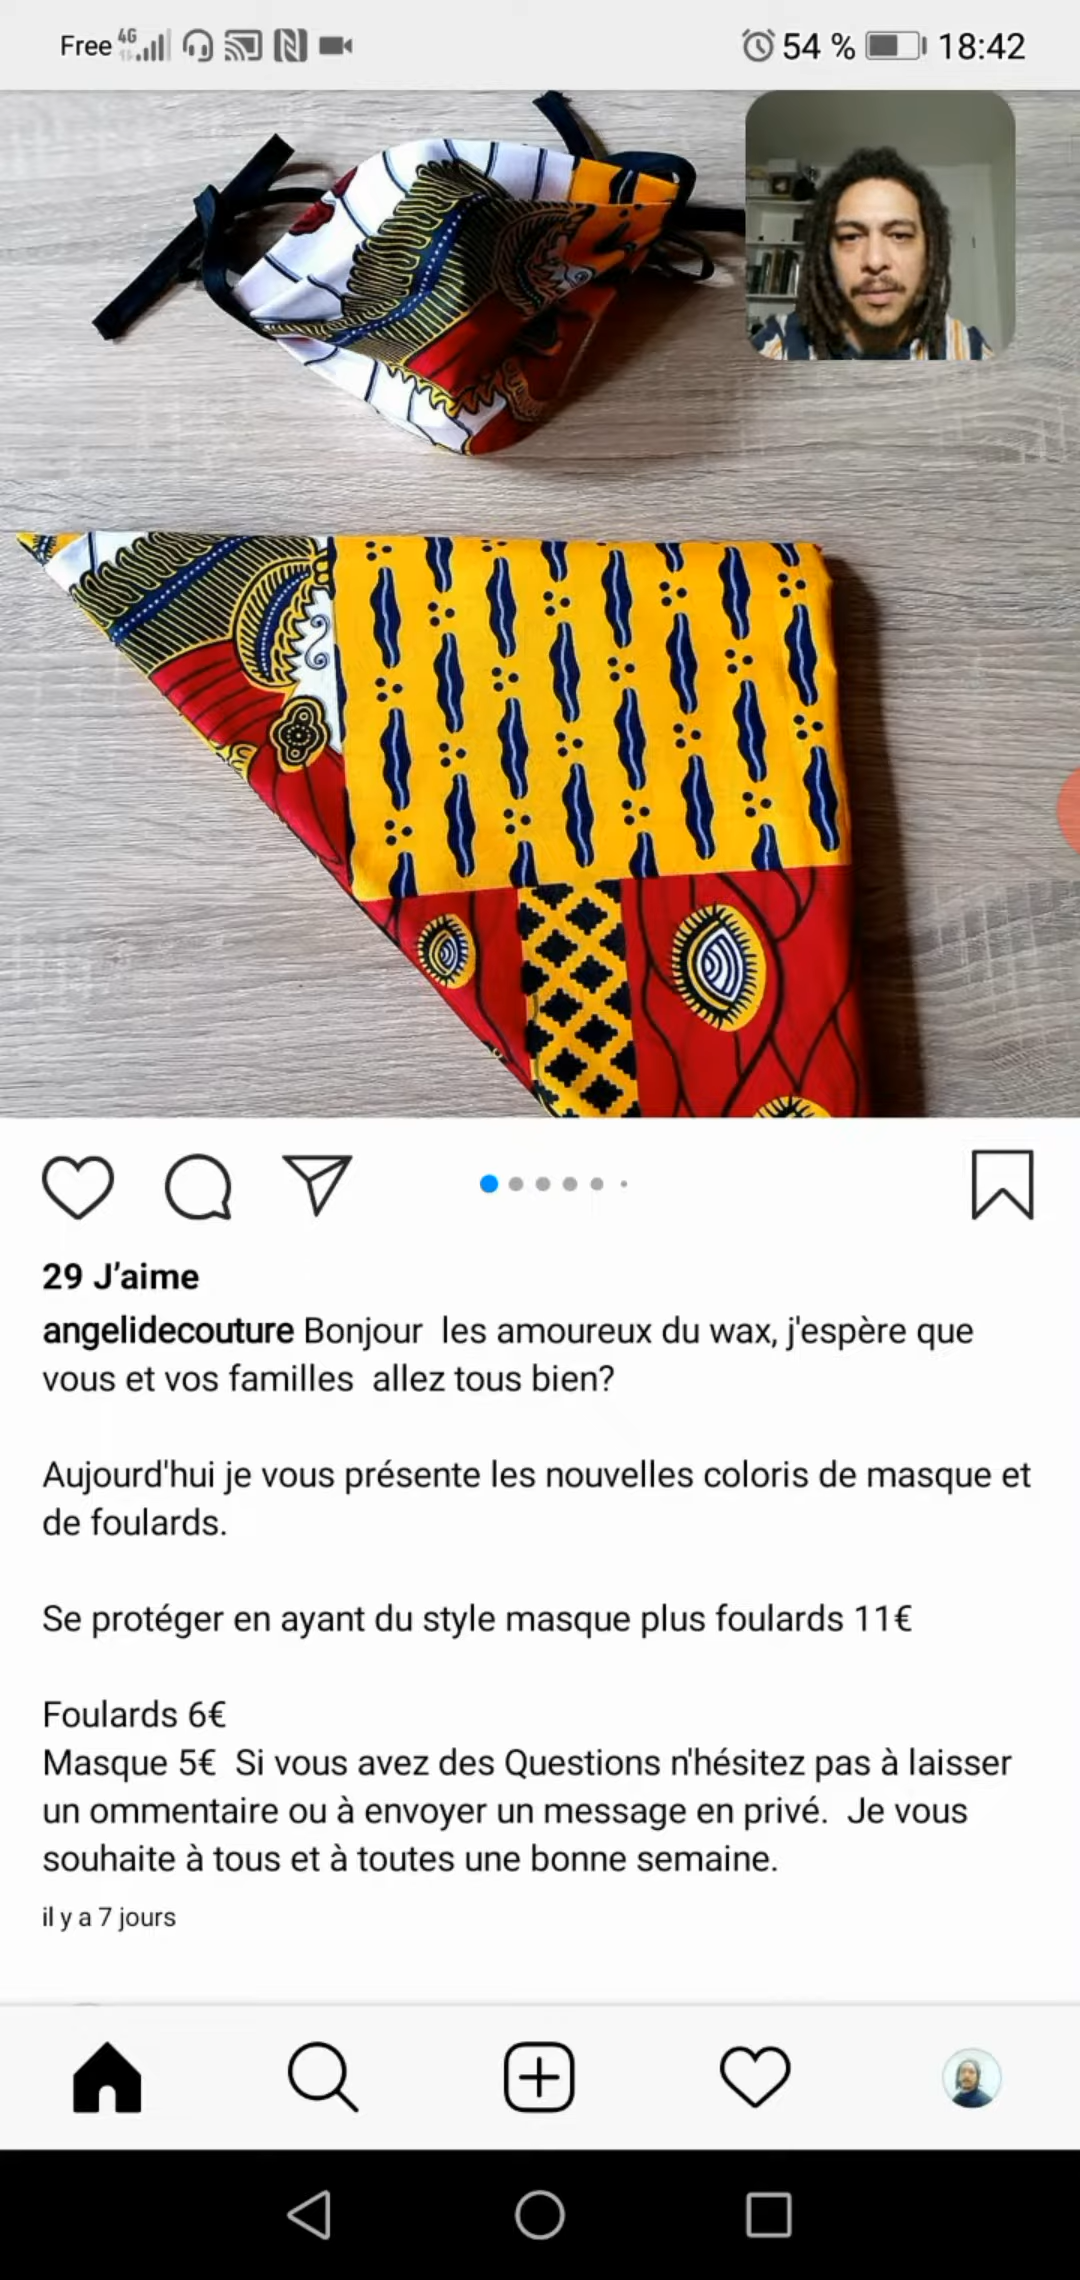 Free 4G 54 % 18:42
29 J'aime
angelidecouture Bonjour  les amoureux du wax, j'espère que
vous et vos familles  allez tous bien?
Aujourd'hui je vous présente les nouvelles coloris de masque et
de foulards.
Se protéger en ayant du style masque plus foulards 11€
Foulards 6€
Masque 5€  Si vous avez des Questions n'hésitez pas à laisser
un ommentaire ou à envoyer un message en privé.  Je vous
souhaite à tous et à toutes une bonne semaine.
il y a 7 jours